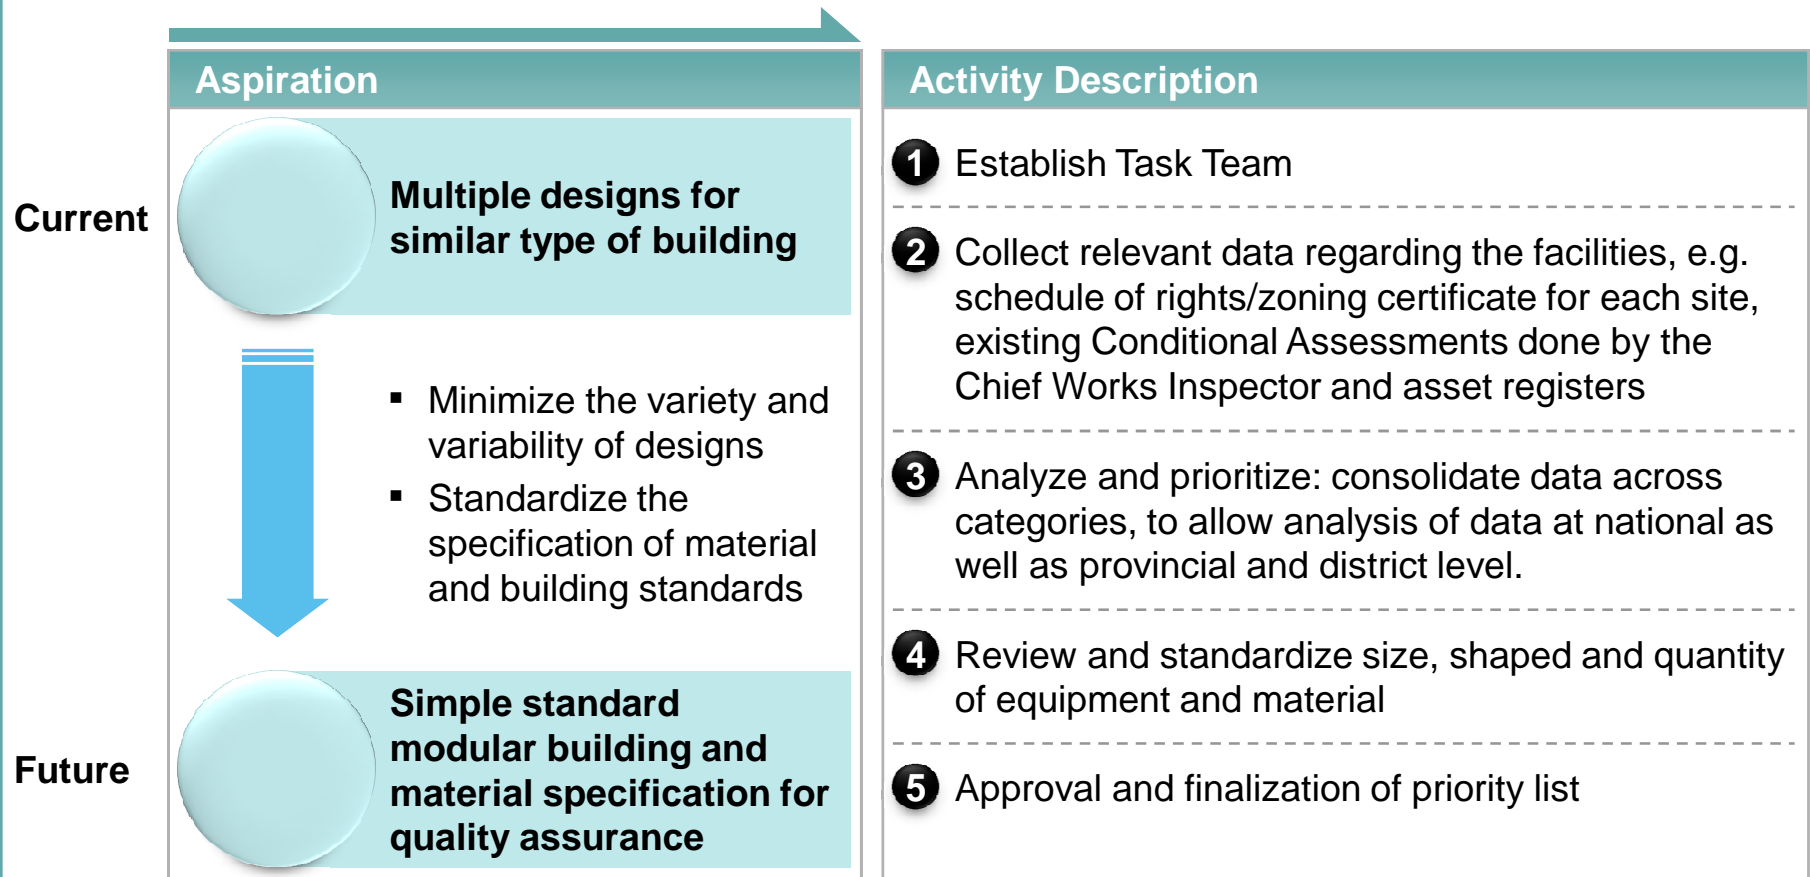 Aspiration
Current
Multiple designs for
similar type of building
▪ Minimize the variety and
variability of designs
▪ Standardize the
specification of material
and building standards
Future
Simple standard
modular building and
material specification for
quality assurance
Activity Description
1 Establish Task Team
2 Collect relevant data regarding the facilities, e.g.
schedule of rights/zoning certificate for each site,
existing Conditional Assessments done by the
Chief Works Inspector and asset registers
3 Analyze and prioritize: consolidate data across
categories, to allow analysis of data at national as
well as provincial and district level.
4 Review and standardize size, shaped and quantity
of equipment and material
5 Approval and finalization of priority list